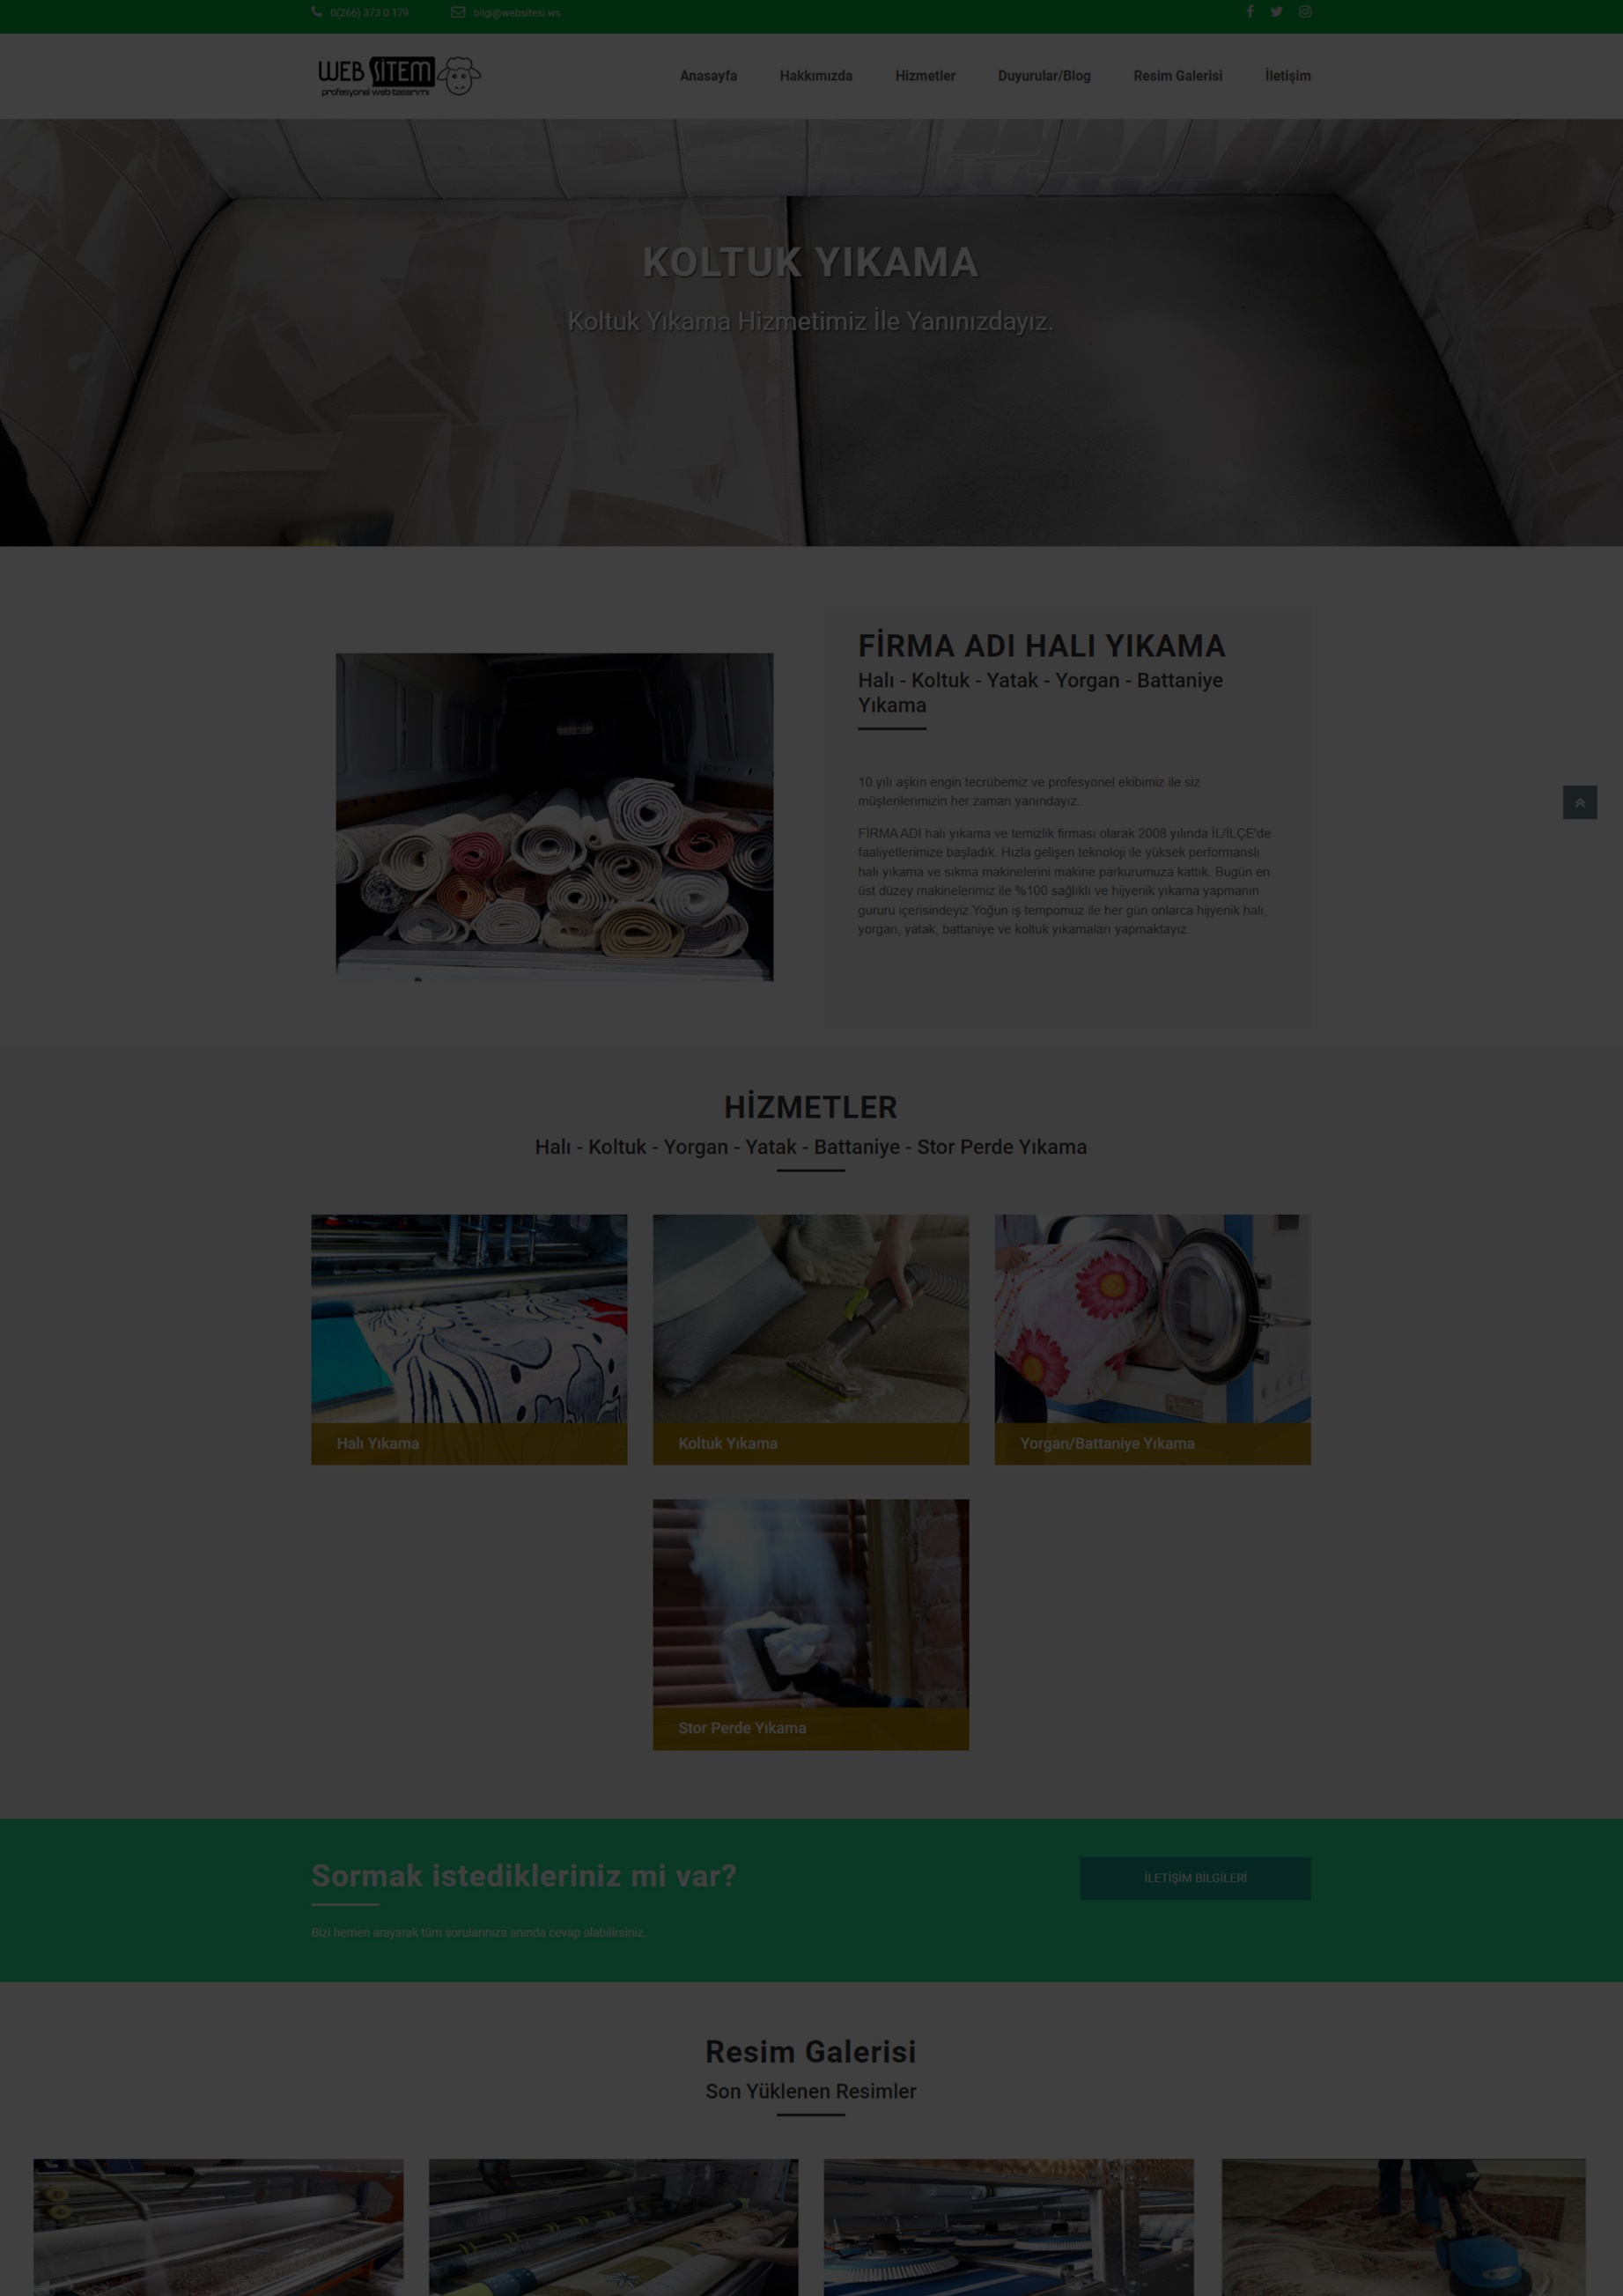 0(266) 373 0 179
bilgi@websitesi.ws
WEB SİTEM
profesyonel web tasarımı
Anasayfa
Hakkımızda
Hizmetler
Duyurular/Blog
Resim Galerisi
İletişim
KOLTUK YIKAMA
Koltuk Yıkama Hizmetimiz İle Yanınızdayız.
FİRMA ADI HALI YIKAMA
Halı - Koltuk - Yatak - Yorgan - Battaniye
Yıkama
10 yılı aşkın engin tecrübemiz ve profesyonel ekibimiz ile siz
müşterilerimizin her zaman yanındayız..
FİRMA ADI halı yıkama ve temizlik firması olarak 2008 yılında İL/İLÇE'de
faaliyetlerimize başladık. Hızla gelişen teknoloji ile yüksek performanslı
halı yıkama ve sıkma makinelerini makine parkurumuza kattık. Bugün en
üst düzey makinelerimiz ile %100 sağlıklı ve hijyenik yıkama yapmanın
gururu içerisindeyiz.Yoğun iş tempomuz ile her gün onlarca hijyenik halı,
yorgan, yatak, battaniye ve koltuk yıkamaları yapmaktayız.
HİZMETLER
Halı - Koltuk - Yorgan - Yatak - Battaniye - Stor Perde Yıkama
Halı Yıkama
Koltuk Yıkama
Yorgan/Battaniye Yıkama
Stor Perde Yıkama
Sormak istedikleriniz mi var?
İLETİŞİM BİLGİLERİ
Bizi hemen arayarak tüm sorularınıza anında cevap alabilirsiniz.
Resim Galerisi
Son Yüklenen Resimler